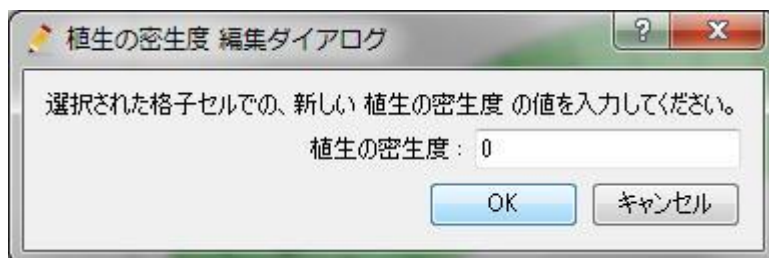 植生の密生度 編集ダイアログ
?
X
選択された格子セルでの、新しい 植生の密生度 の値を入力してください。
植生の密生度： 0
OK
キャンセル